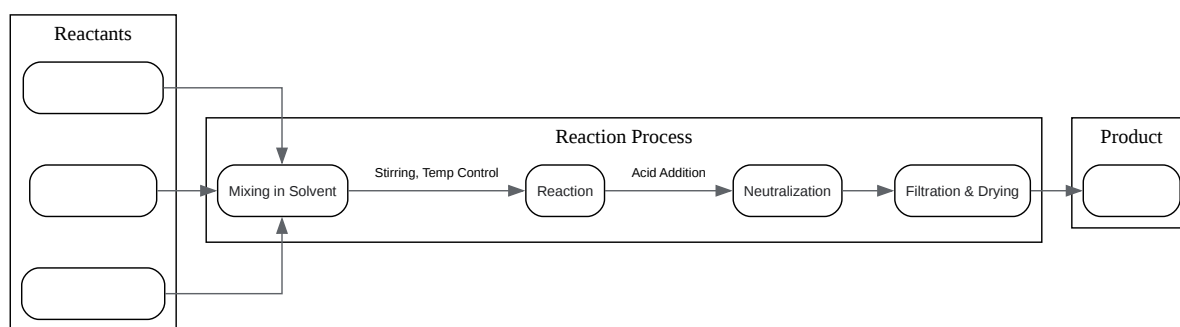 Reactants
Reaction Process
Product
Mixing in Solvent
Stirring, Temp Control
Reaction
Acid Addition
Neutralization
Filtration & Drying